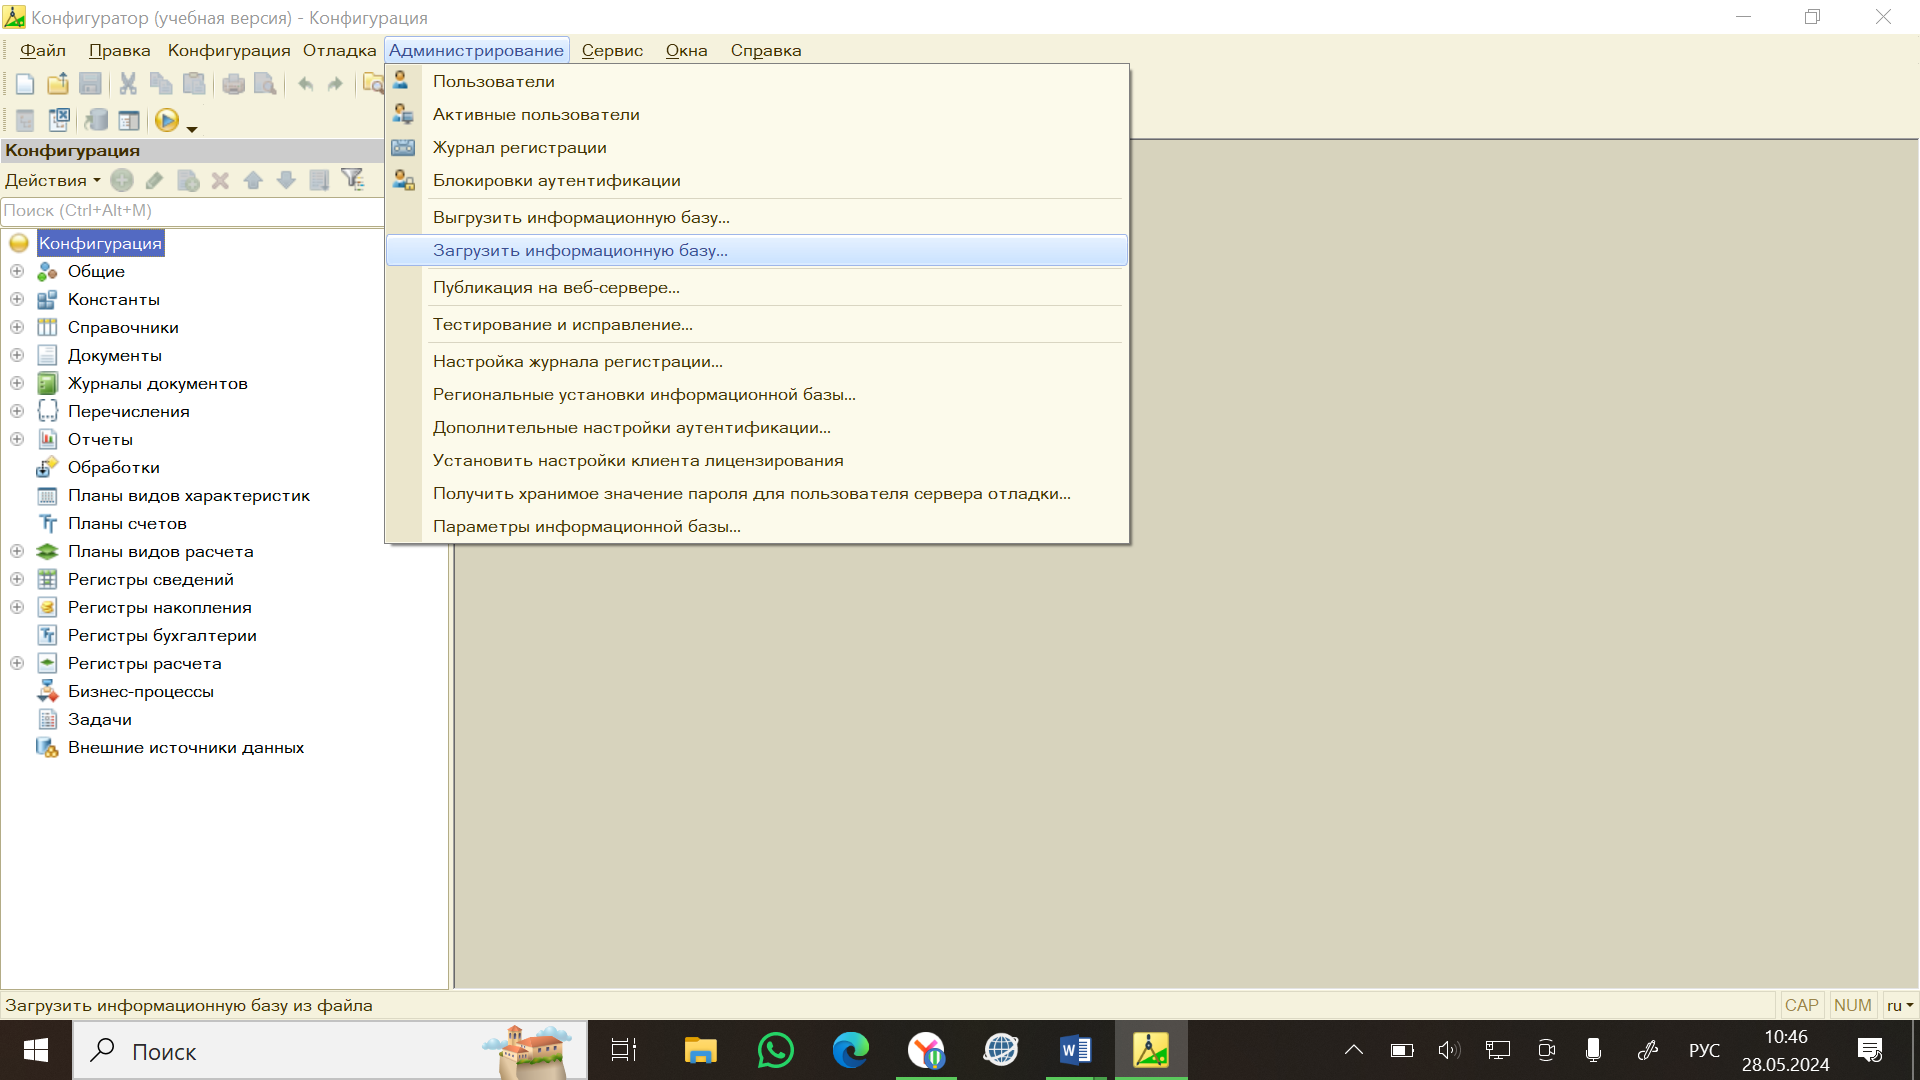 Конфигуратор (учебная версия) - Конфигурация
Файл Правка Конфигурация Отладка Администрирование Сервис Окна Справка
Пользователи
Активные пользователи
Журнал регистрации
Блокировки аутентификации
Выгрузить информационную базу...
Загрузить информационную базу...
Публикация на веб-сервере...
Тестирование и исправление...
Настройка журнала регистрации...
Региональные установки информационной базы...
Дополнительные настройки аутентификации...
Установить настройки клиента лицензирования
Получить хранимое значение пароля для пользователя сервера отладки...
Параметры информационной базы...
Конфигурация
Действия
Поиск (Ctrl+Alt+M)
Конфигурация
Общие
Константы
Справочники
Документы
Журналы документов
Перечисления
Отчеты
Обработки
Планы видов характеристик
Планы счетов
Планы видов расчета
Регистры сведений
Регистры накопления
Регистры бухгалтерии
Регистры расчета
Бизнес-процессы
Задачи
Внешние источники данных
Загрузить информационную базу из файла
CAP NUM ru
Поиск
РУС
10:46
28.05.2024